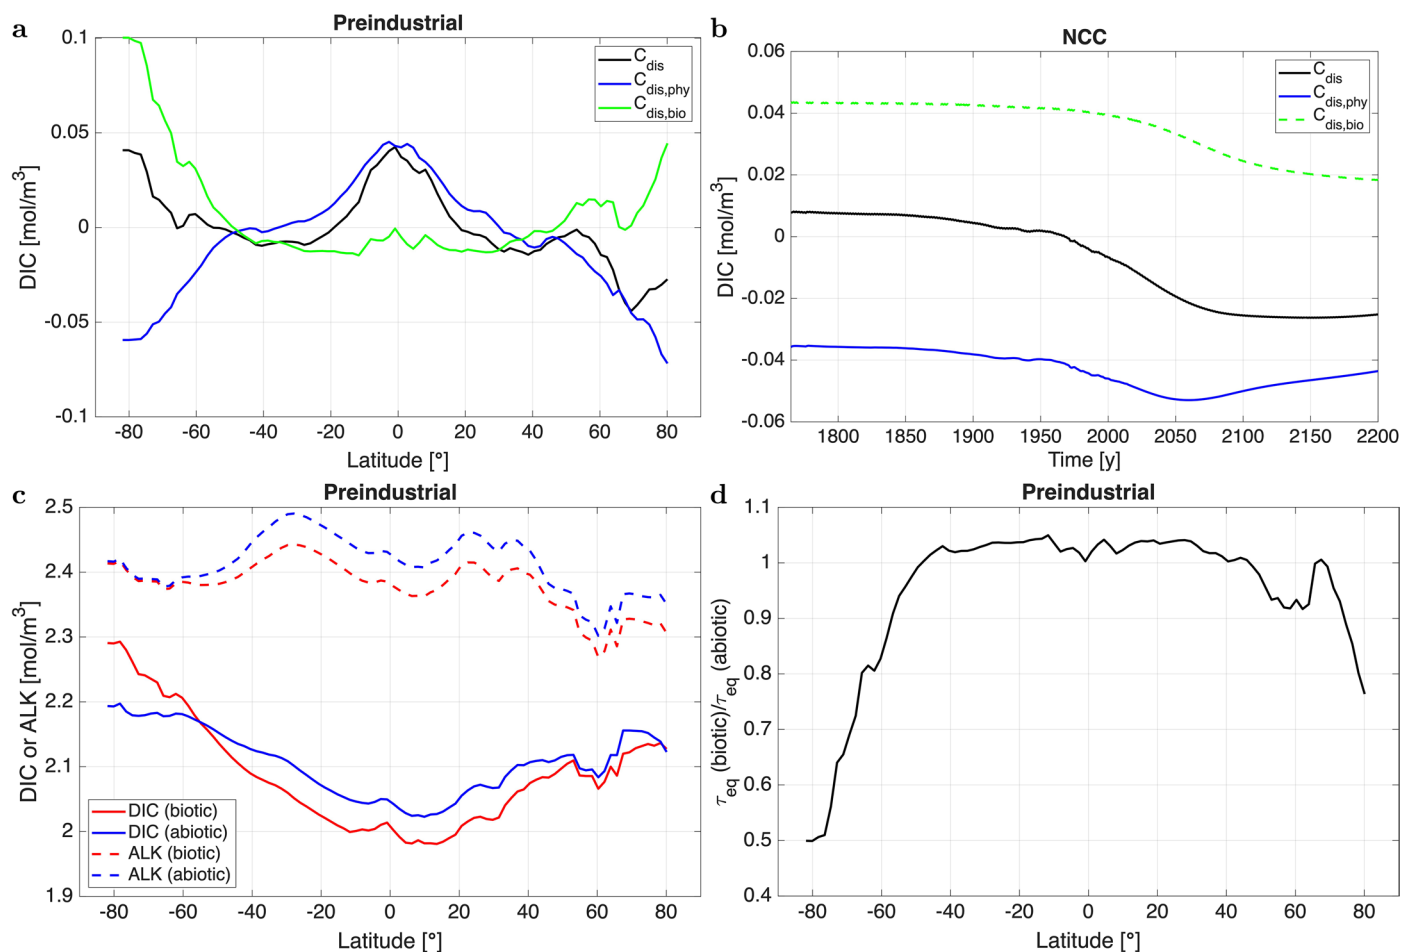 a
Preindustrial
DIC [mol/m³]
0.1
0.05
0
-0.05
-0.1
C_dis
C_dis,phy
C_dis,bio
-80 -60 -40 -20 0 20 40 60 80
Latitude [°]
b
NCC
DIC [mol/m³]
0.06
0.04
0.02
0
-0.02
-0.04
-0.06
C_dis
C_dis,phy
C_dis,bio
1800 1850 1900 1950 2000 2050 2100 2150 2200
Time [y]
c
Preindustrial
DIC or ALK [mol/m³]
2.5
2.4
2.3
2.2
2.1
2
1.9
DIC (biotic)
DIC (abiotic)
ALK (biotic)
ALK (abiotic)
-80 -60 -40 -20 0 20 40 60 80
Latitude [°]
d
Preindustrial
τ_eq (biotic)/τ_eq (abiotic)
1.1
1
0.9
0.8
0.7
0.6
0.5
0.4
-80 -60 -40 -20 0 20 40 60 80
Latitude [°]